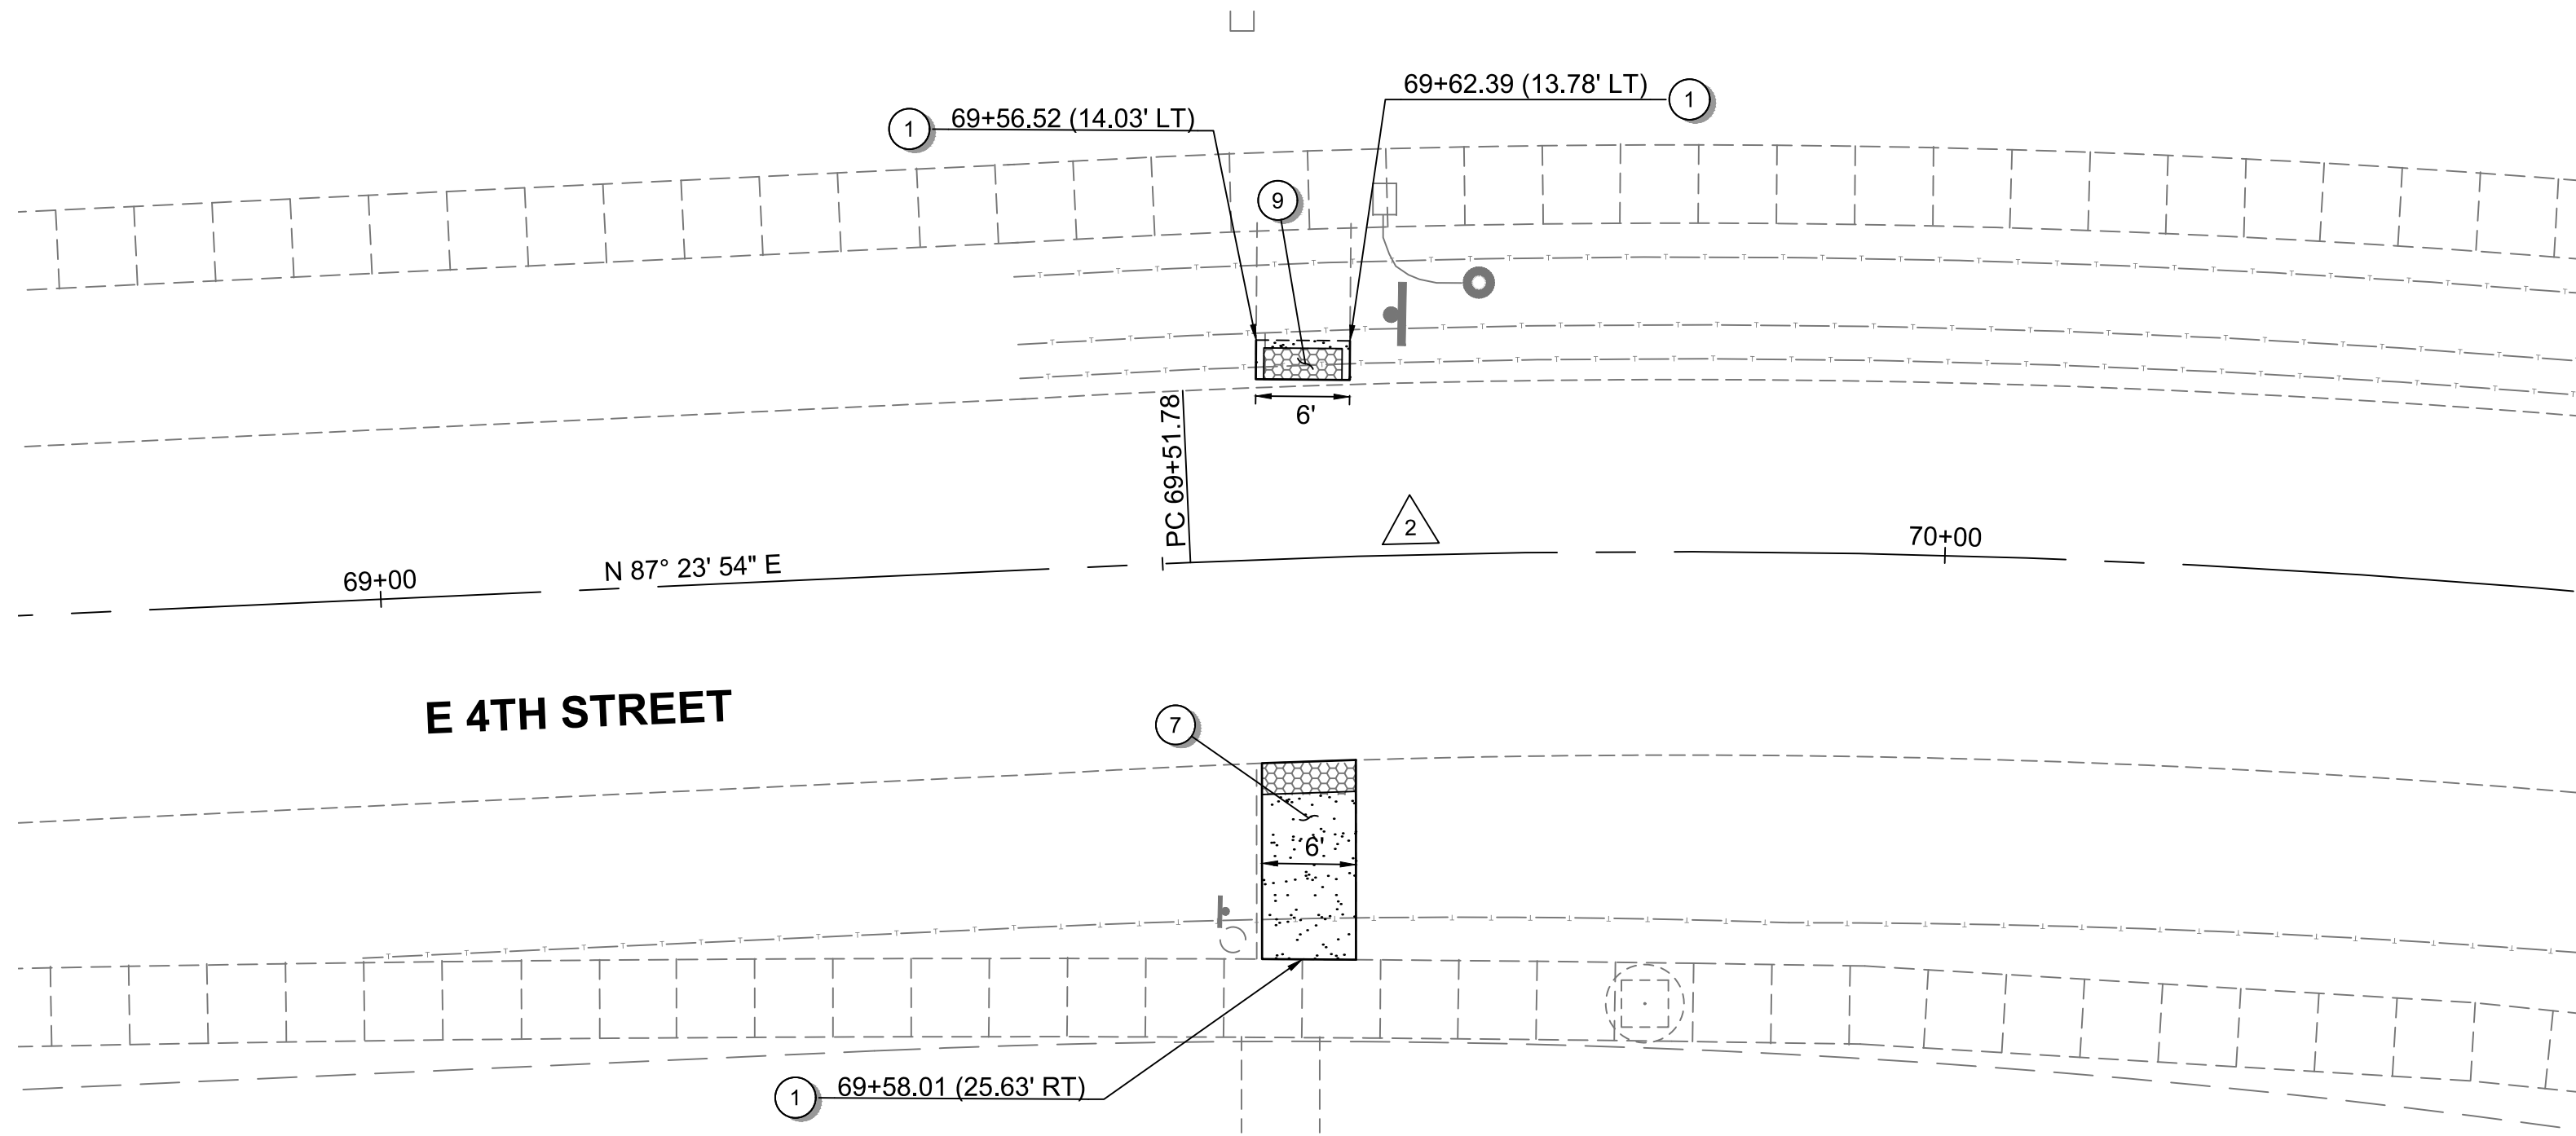 69+62.39 (13.78' LT)
1
1
69+56.52 (14.03' LT)
9
6'
PC 69+51.78
2
70+00
N 87° 23' 54" E
69+00
E 4TH STREET
7
6'
1
69+58.01 (25.63' RT)